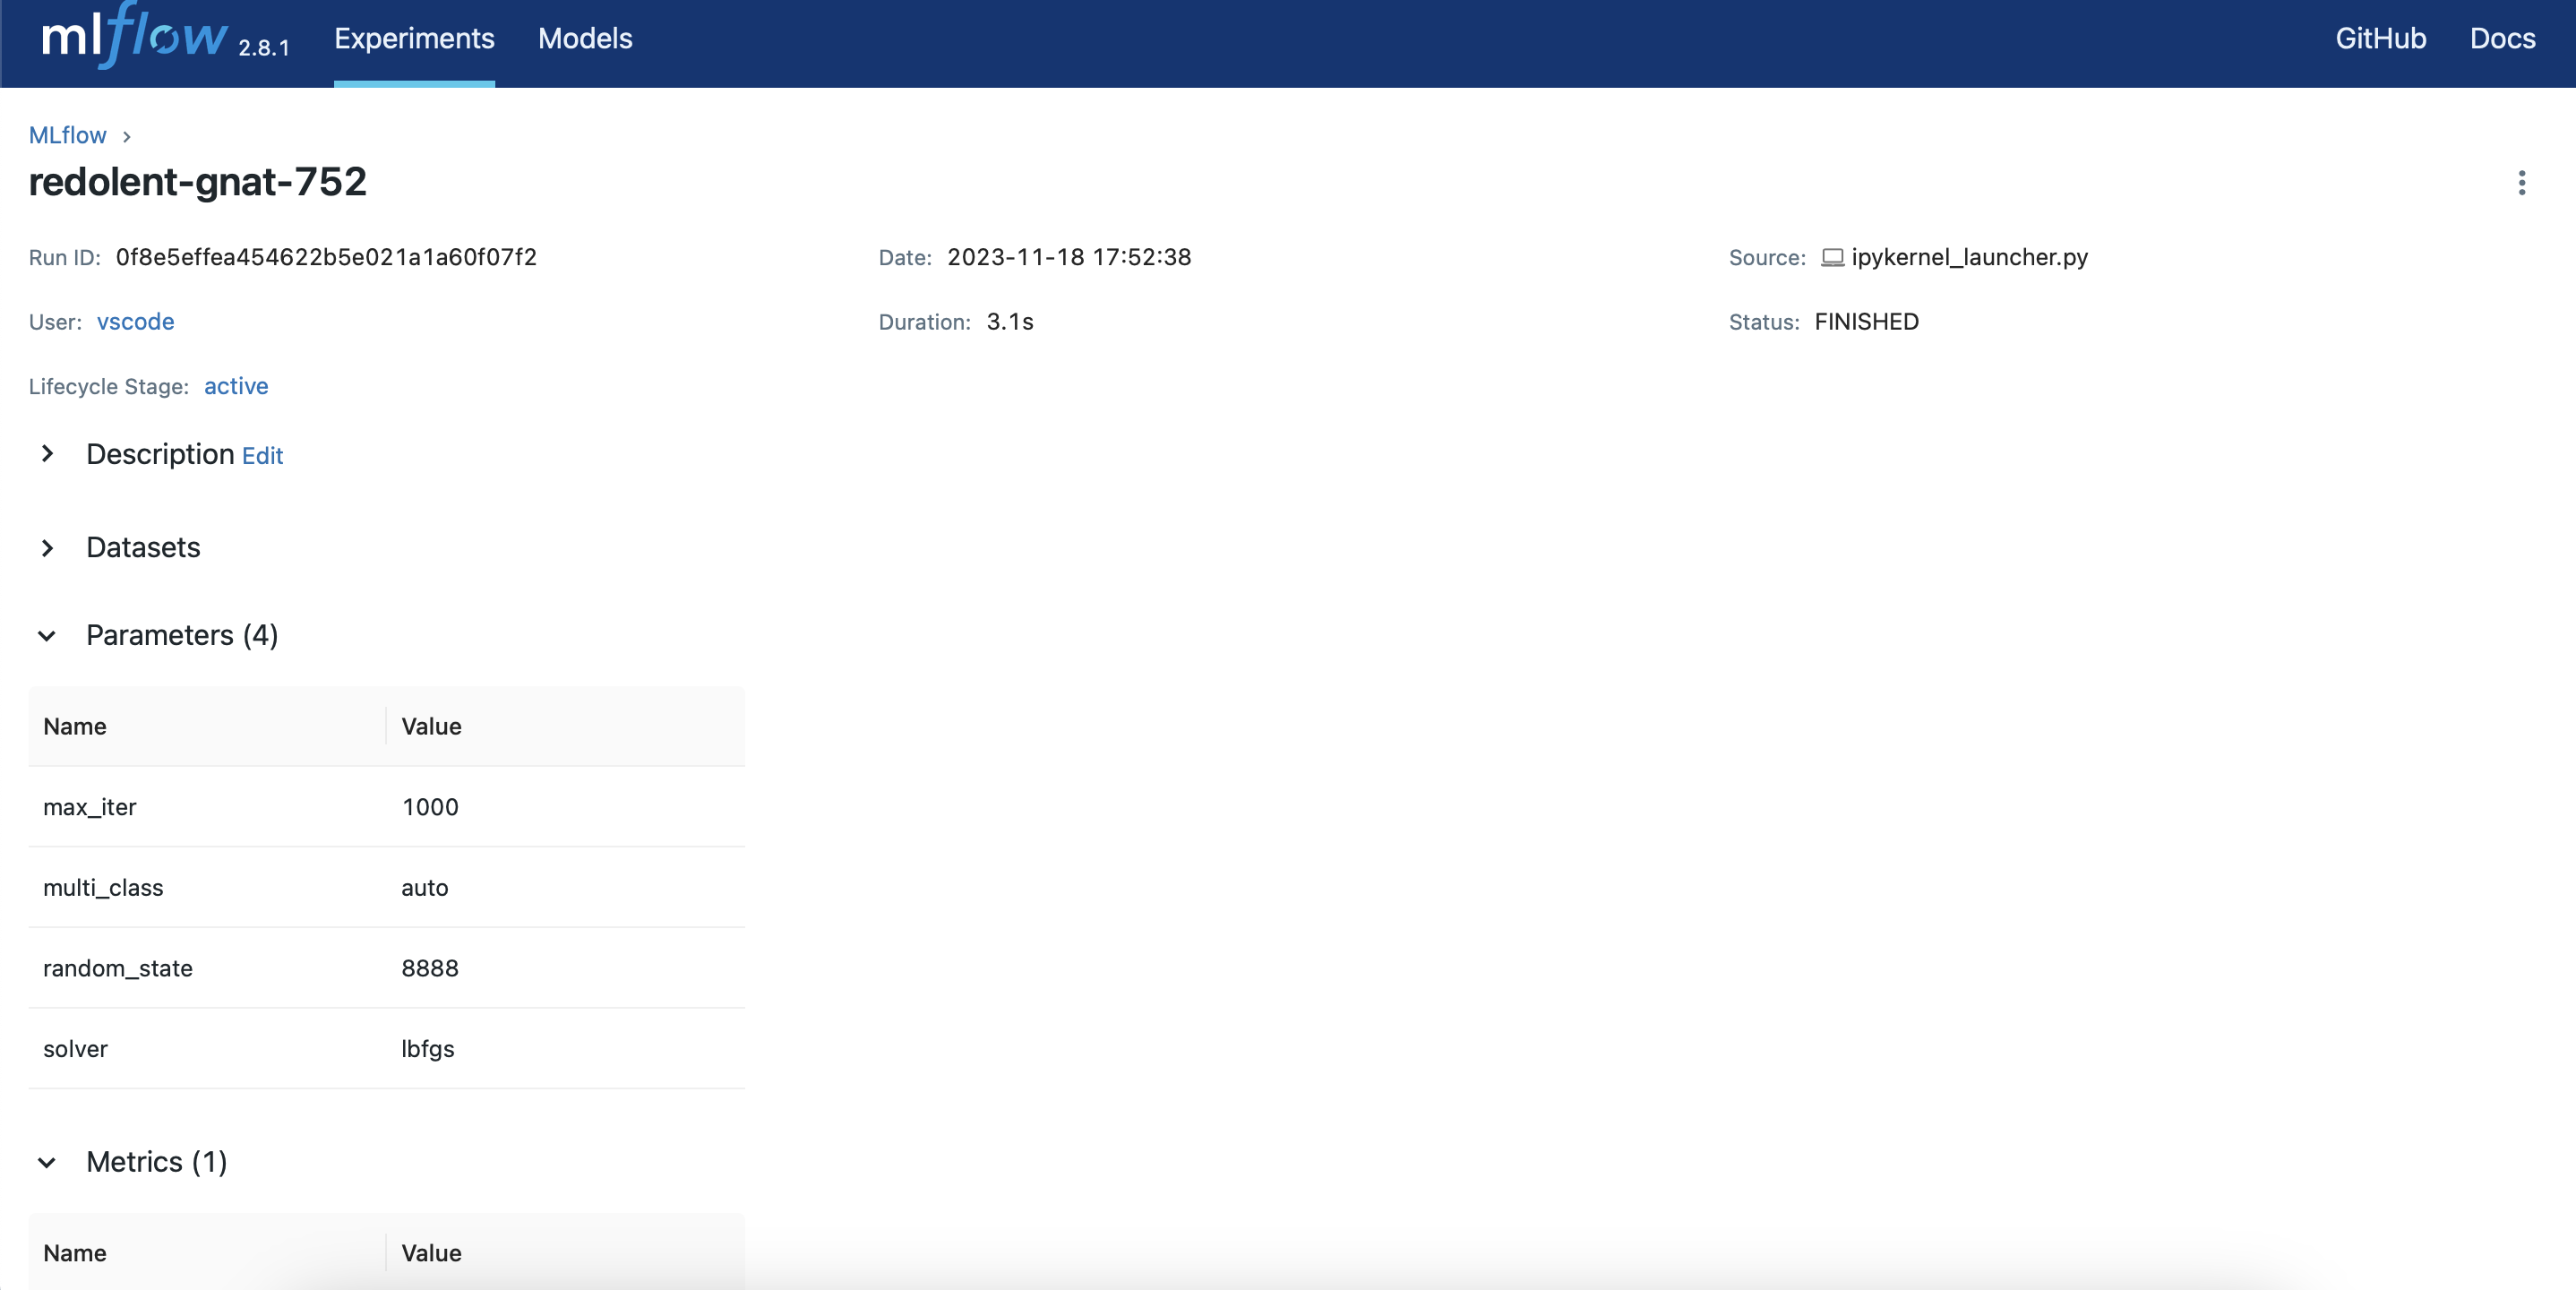 mlflow 2.8.1 Experiments Models GitHub Docs
MLflow >
redolent-gnat-752
Run ID: 0f8e5effea454622b5e021a1a60f07f2 Date: 2023-11-18 17:52:38 Source: ipykernel_launcher.py
User: vscode Duration: 3.1s Status: FINISHED
Lifecycle Stage: active
Description Edit
Datasets
Parameters (4)
Name Value
max_iter 1000
multi_class auto
random_state 8888
solver lbfgs
Metrics (1)
Name Value